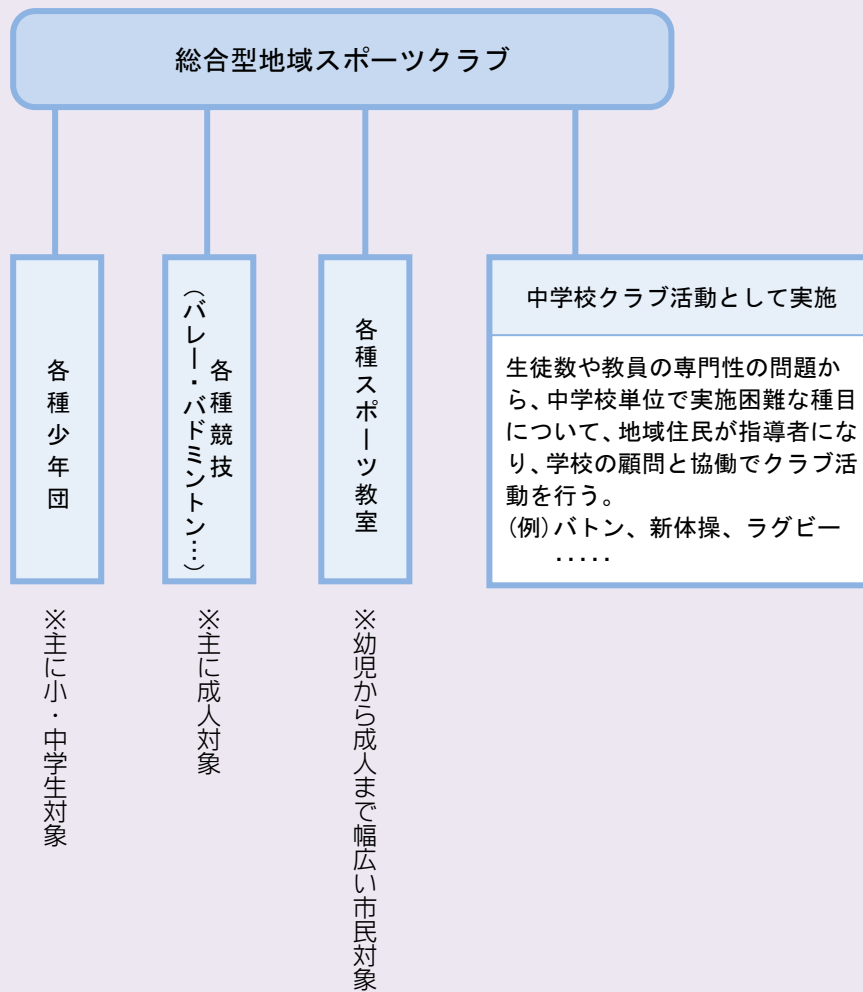 総合型地域スポーツクラブ
各種少年団
※主に小・中学生対象
各種競技
（バレー・バドミントン…）
※主に成人対象
各種スポーツ教室
※幼児から成人まで幅広い市民対象
中学校クラブ活動として実施
生徒数や教員の専門性の問題か
ら、中学校単位で実施困難な種目
について、地域住民が指導者にな
り、学校の顧問と協働でクラブ活
動を行う。
(例)バトン、新体操、ラグビー
・・・・・